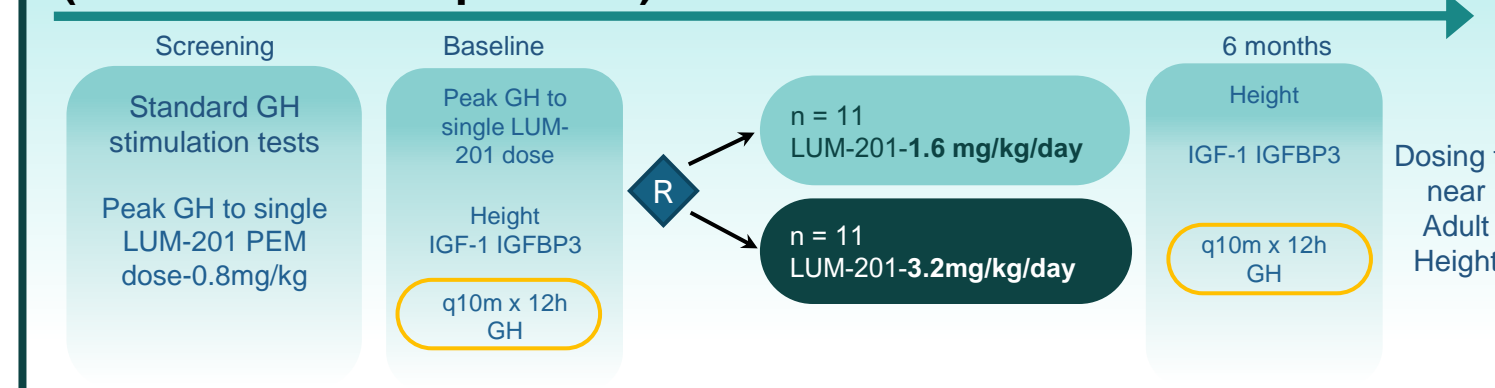 Screening
Standard GH
stimulation tests
Peak GH to single
LUM-201 PEM
dose-0.8mg/kg
Baseline
Peak GH to
single LUM-
201 dose
Height
IGF-1 IGFBP3
q10m x 12h
GH
R
n = 11
LUM-201-1.6 mg/kg/day
n = 11
LUM-201-3.2mg/kg/day
6 months
Height
IGF-1 IGFBP3
q10m x 12h
GH
Dosing
near
Adult
Height